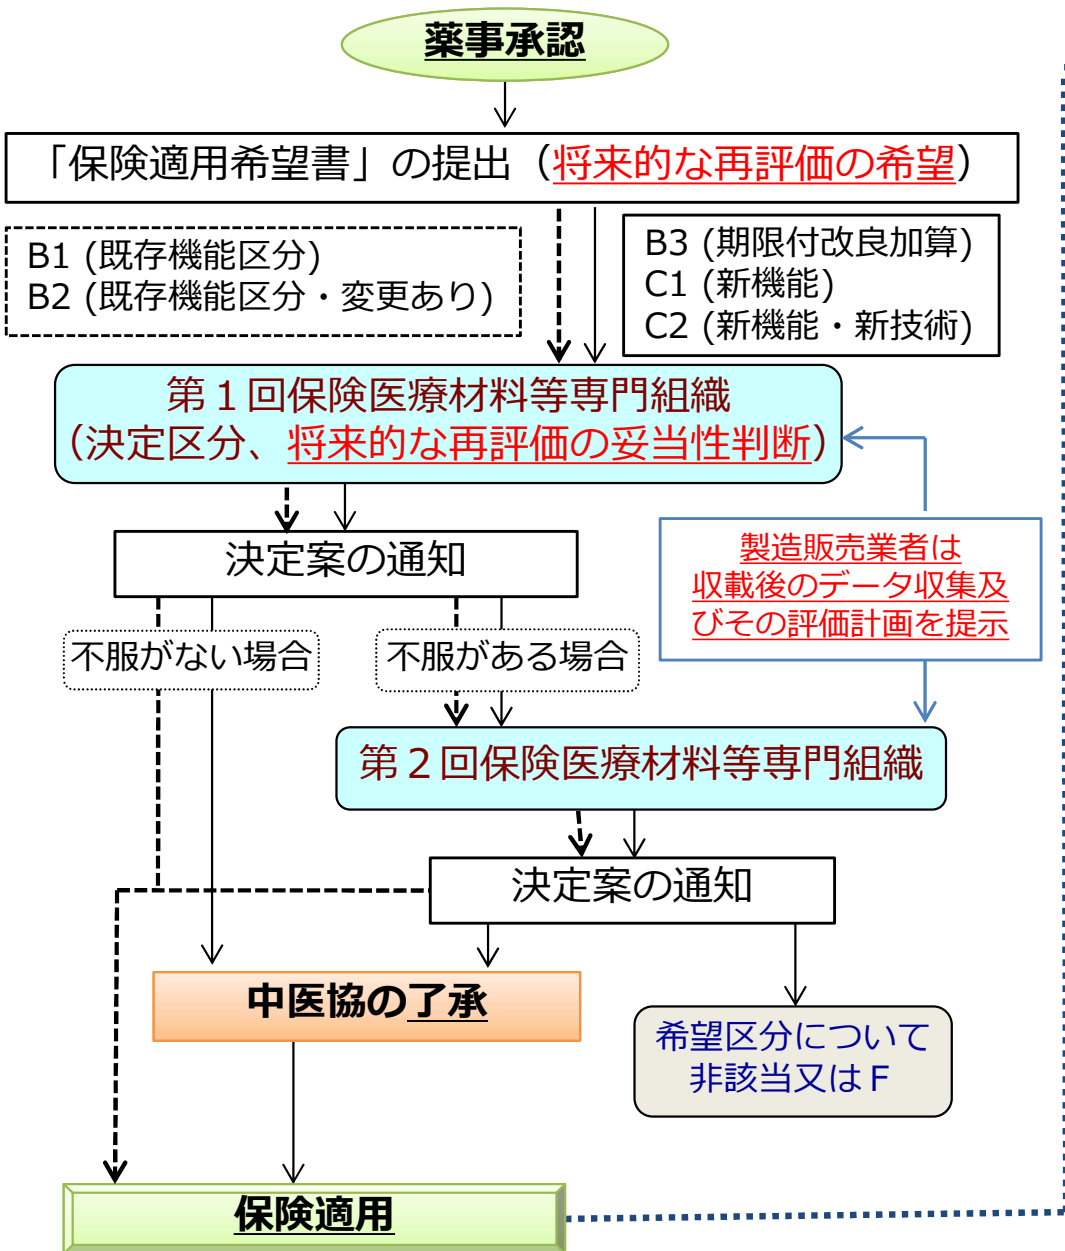 薬事承認
「保険適用希望書」の提出（将来的な再評価の希望）
B1 (既存機能区分)
B2 (既存機能区分・変更あり)
B3 (期限付改良加算)
C1 (新機能)
C2 (新機能・新技術)
第１回保険医療材料等専門組織
（決定区分、将来的な再評価の妥当性判断）
決定案の通知
製造販売業者は
収載後のデータ収集及
びその評価計画を提示
不服がない場合
不服がある場合
第２回保険医療材料等専門組織
決定案の通知
中医協の了承
希望区分について
非該当又はＦ
保険適用